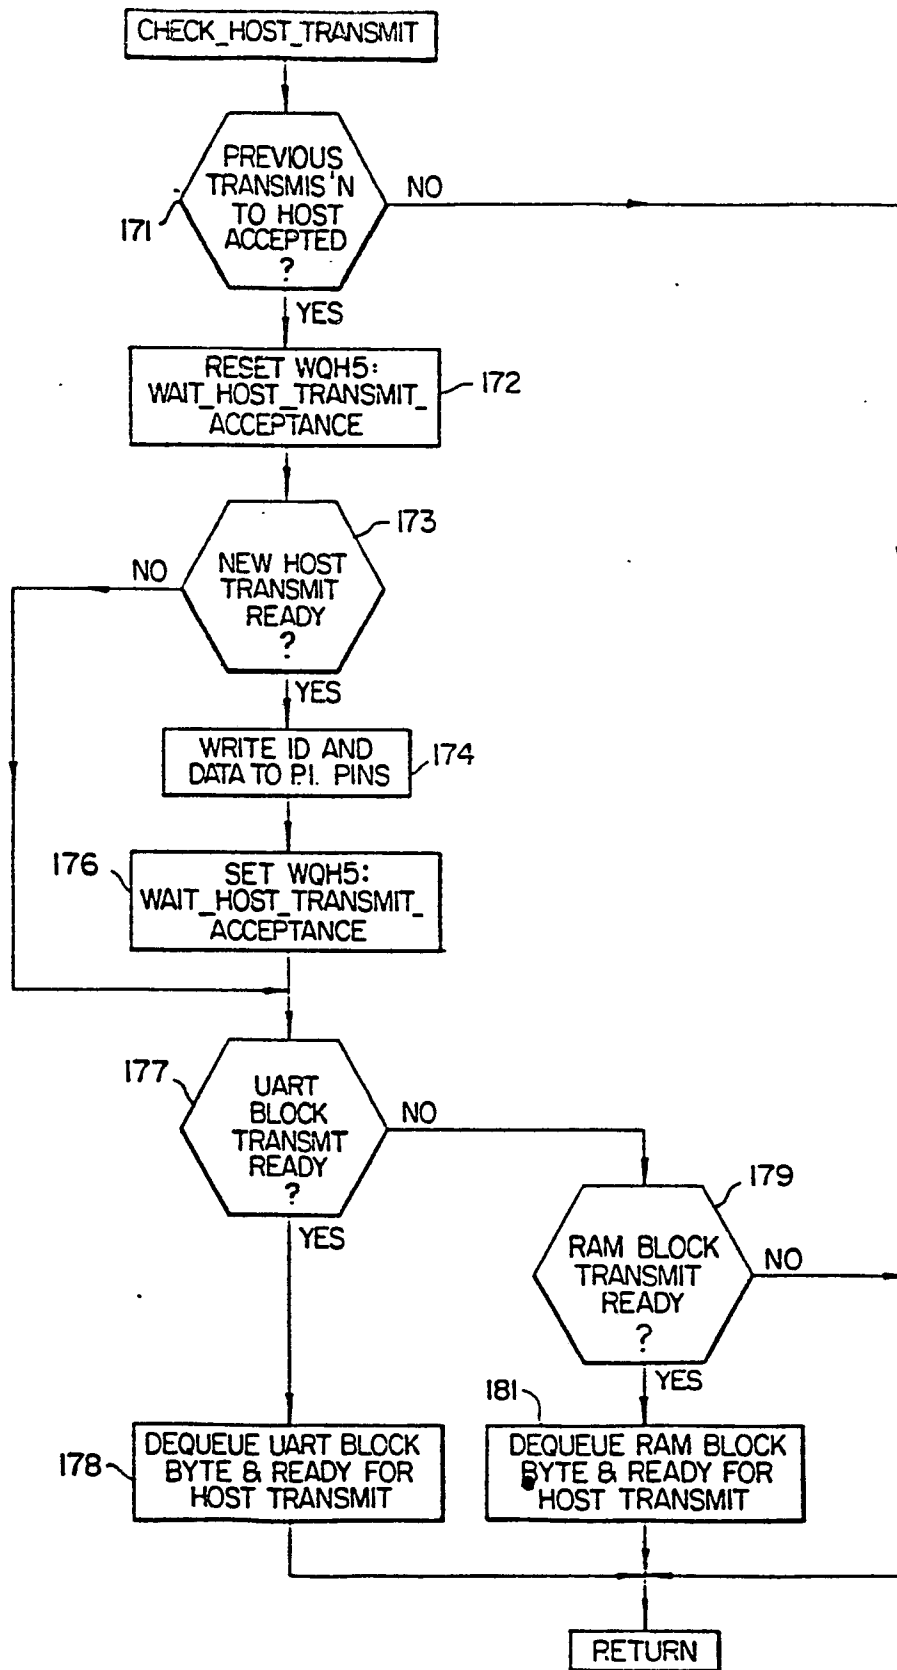 CHECK_HOST_TRANSMIT
PREVIOUS
TRANSMIS'N
TO HOST
ACCEPTED
?
NO
171
YES
RESET WQH5:
WAIT_HOST_TRANSMIT_
ACCEPTANCE
172
173
NEW HOST
TRANSMIT
READY
?
NO
YES
WRITE ID AND
DATA TO P.I. PINS
174
176
SET WQH5:
WAIT_HOST_TRANSMIT_
ACCEPTANCE
177
UART
BLOCK
TRANSMT
READY
?
NO
YES
179
RAM BLOCK
TRANSMIT
READY
?
NO
YES
178
DEQUEUE UART BLOCK
BYTE & READY FOR
HOST TRANSMIT
181
DEQUEUE RAM BLOCK
BYTE & READY FOR
HOST TRANSMIT
RETURN